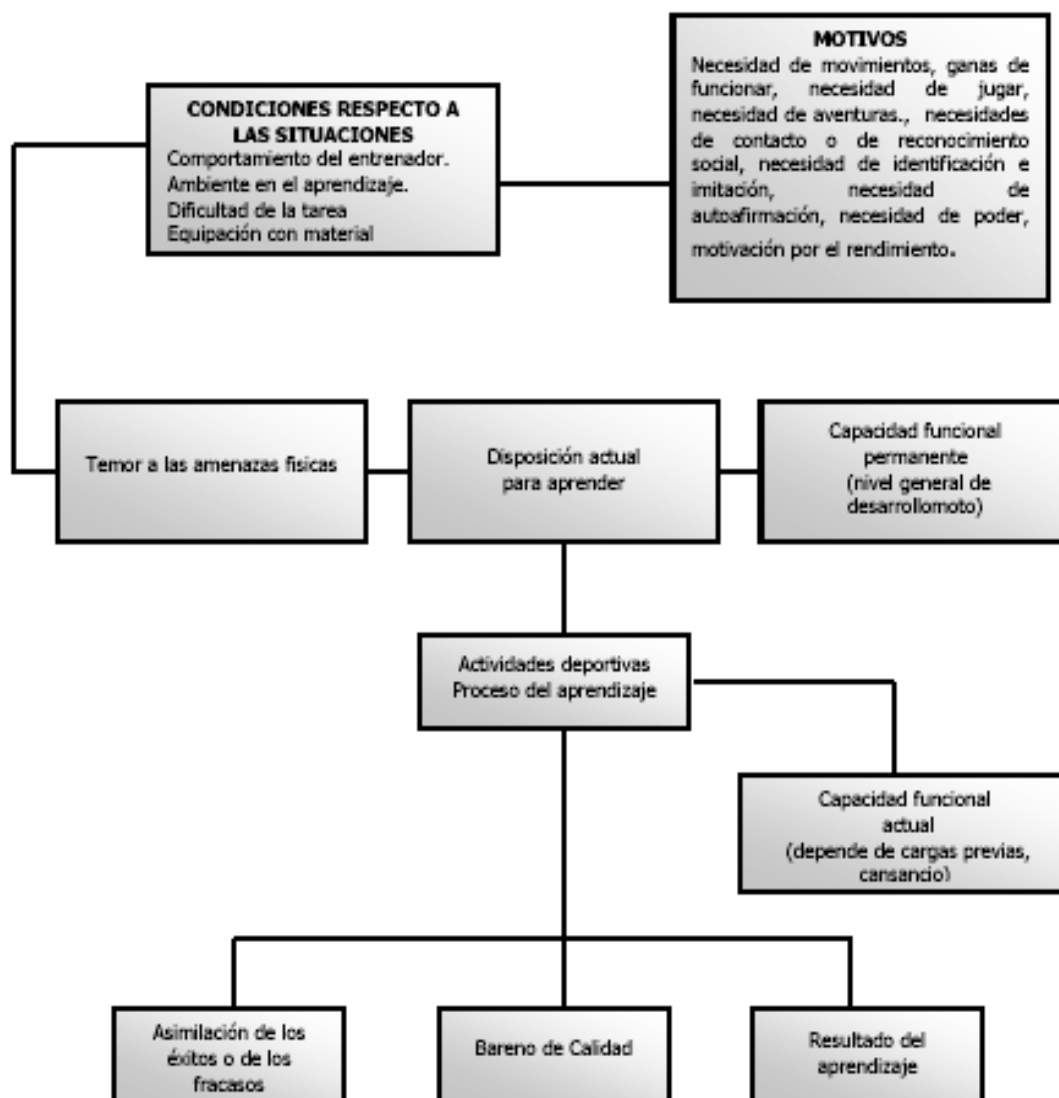 MOTIVOS
Necesidad de movimientos, ganas de
funcionar, necesidad de jugar,
necesidad de aventuras., necesidades
de contacto o de reconocimiento
social, necesidad de identificación e
imitación, necesidad de
autoafirmación, necesidad de poder,
motivación por el rendimiento.
CONDICIONES RESPECTO A
LAS SITUACIONES
Comportamiento del entrenador.
Ambiente en el aprendizaje.
Dificultad de la tarea
Equipación con material
Temor a las amenazas fisicas
Disposición actual
para aprender
Capacidad funcional
permanente
(nivel general de
desarrollomoto)
Actividades deportivas
Proceso del aprendizaje
Capacidad funcional
actual
(depende de cargas previas,
cansancio)
Asimilación de los
éxitos o de los
fracasos
Bareno de Calidad
Resultado del
aprendizaje